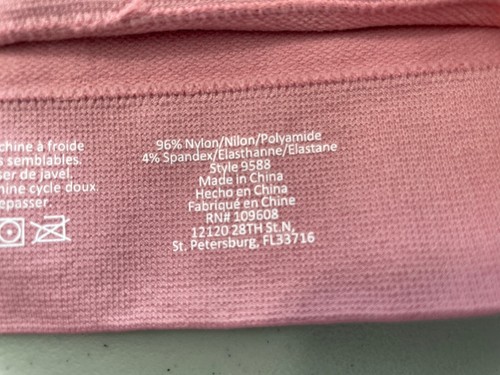 chine à froide
s semblables.
ser de javel.
nine cycle doux.
epasser.
96% Nylon/Nilon/Polyamide
4% Spandex/Elasthanne/Elastane
Style 9588
Made in China
Hecho en China
Fabriqué en Chine
RN# 109608
12120 28TH St.N,
St. Petersburg, FL33716